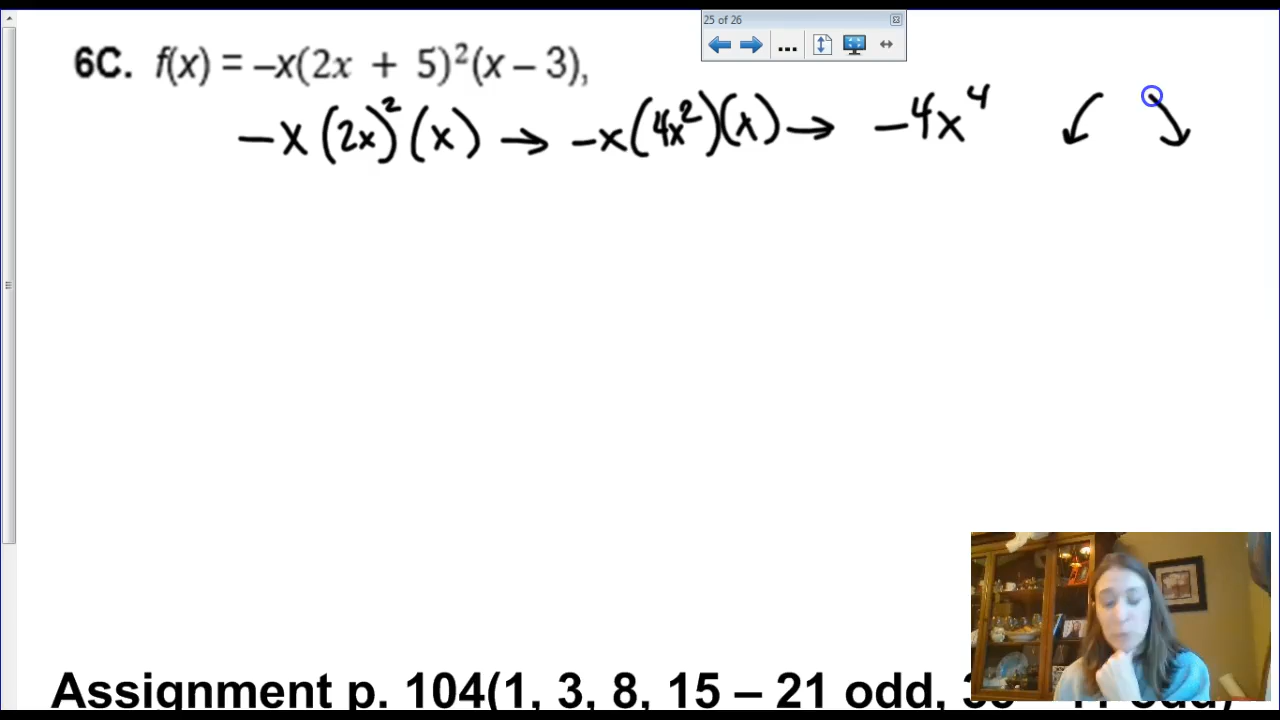 25 of 26
6C. f(x) = –x(2x + 5)²(x – 3),
–x(2x)²(x) → –x(4x²)(x) → –4x⁴
Assignment p. 104(1, 3, 8, 15 – 21 odd,